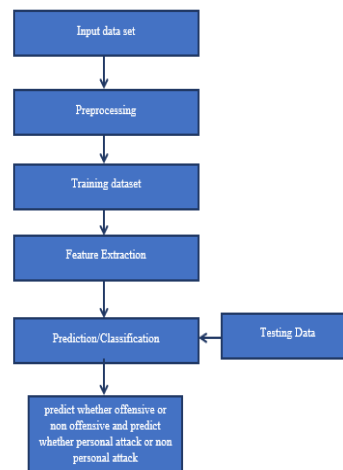 Input data set
Preprocessing
Training dataset
Feature Extraction
Prediction/Classification
Testing Data
predict whether offensive or
non offensive and predict
whether personal attack or non
personal attack